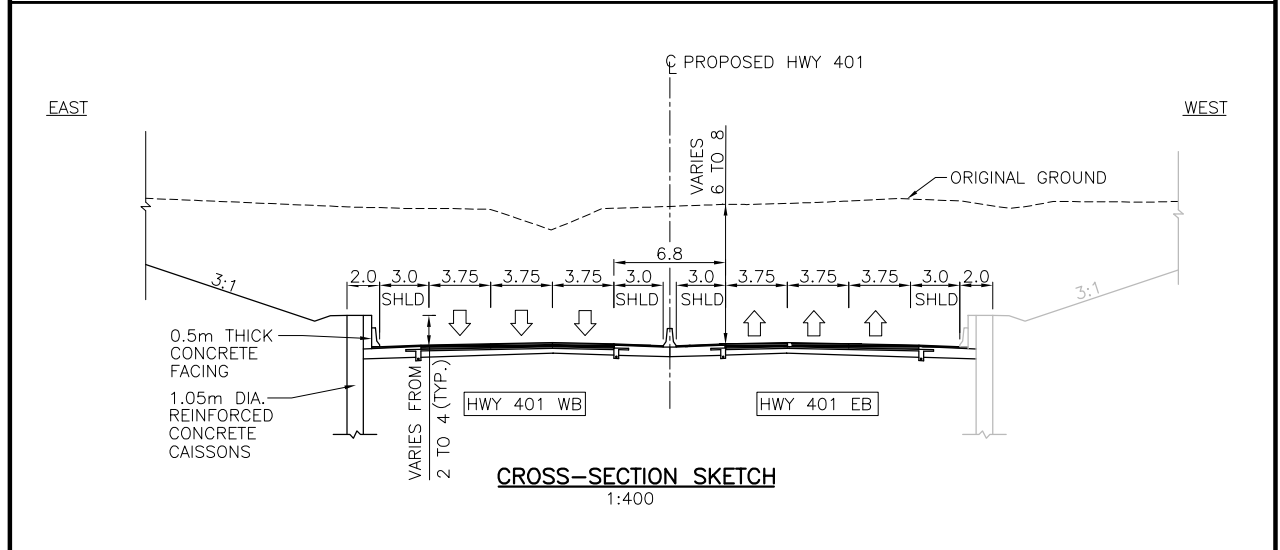 ℄ PROPOSED HWY 401
EAST
WEST
VARIES
6 TO 8
ORIGINAL GROUND
6.8
3:1
2.0 3.0 3.75 3.75 3.75 3.0 3.0 3.75 3.75 3.75 3.0 2.0
3:1
SHLD SHLD SHLD SHLD
0.5m THICK
CONCRETE
FACING
1.05m DIA.
REINFORCED
CONCRETE
CAISSONS
VARIES FROM
2 TO 4 (TYP.)
HWY 401 WB
HWY 401 EB
CROSS-SECTION SKETCH
1:400